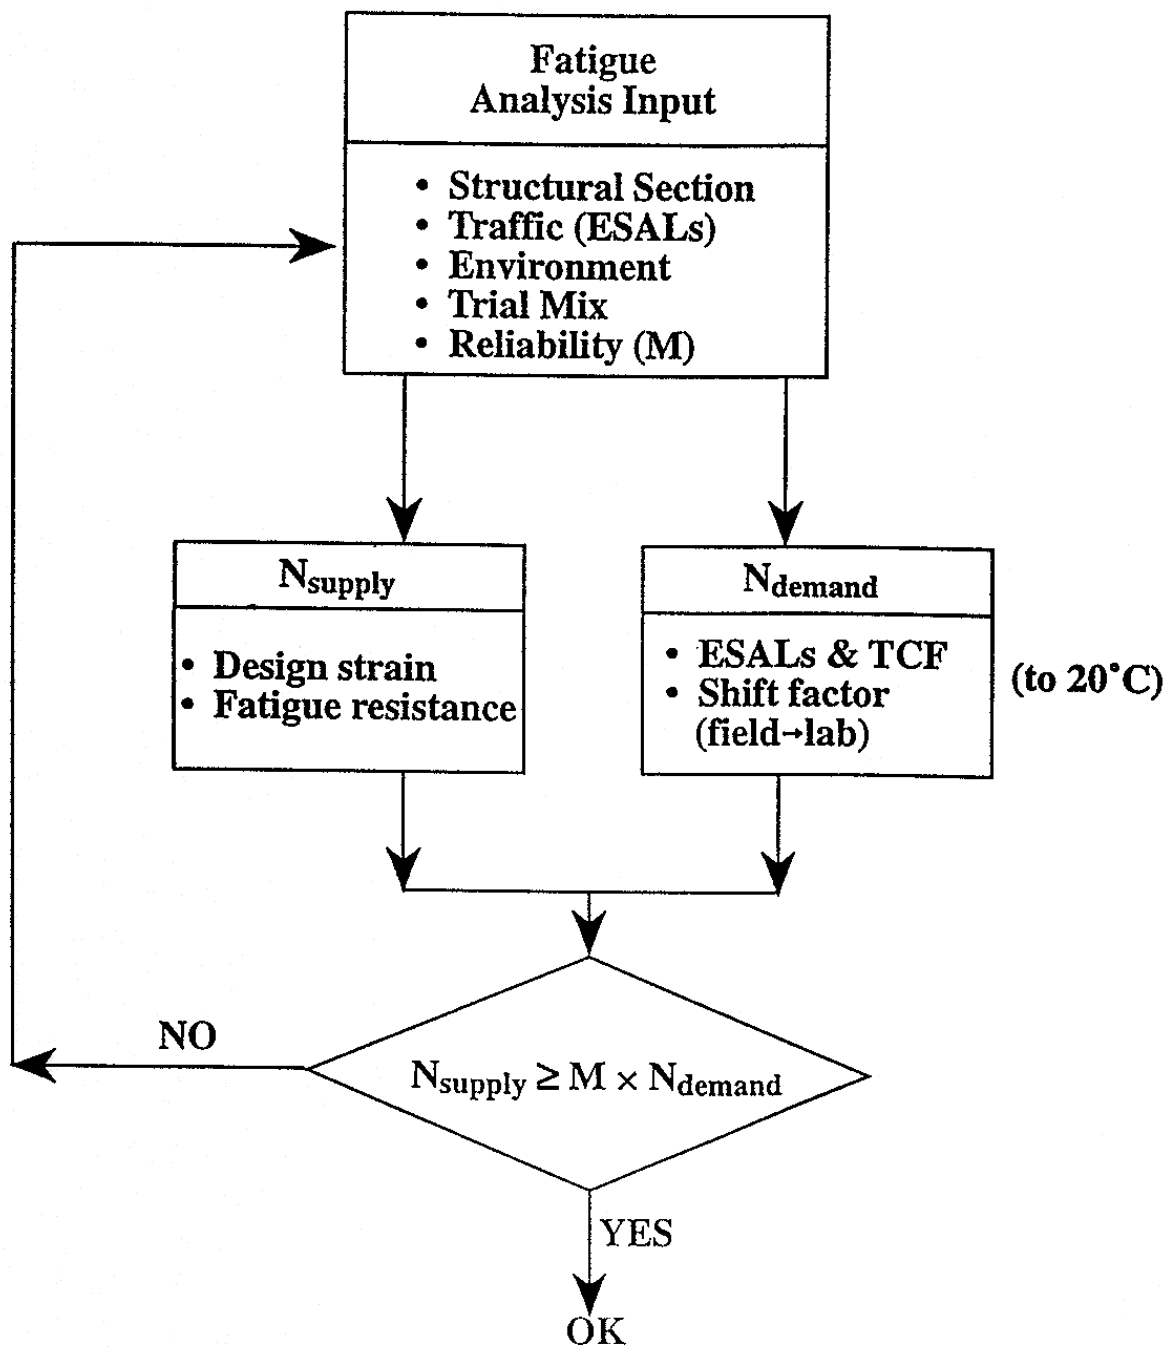 Fatigue
Analysis Input
• Structural Section
• Traffic (ESALs)
• Environment
• Trial Mix
• Reliability (M)
Nsupply
• Design strain
• Fatigue resistance
Ndemand
• ESALs & TCF
• Shift factor
(field→lab)
(to 20°C)
NO
Nsupply ≥ M × Ndemand
YES
OK